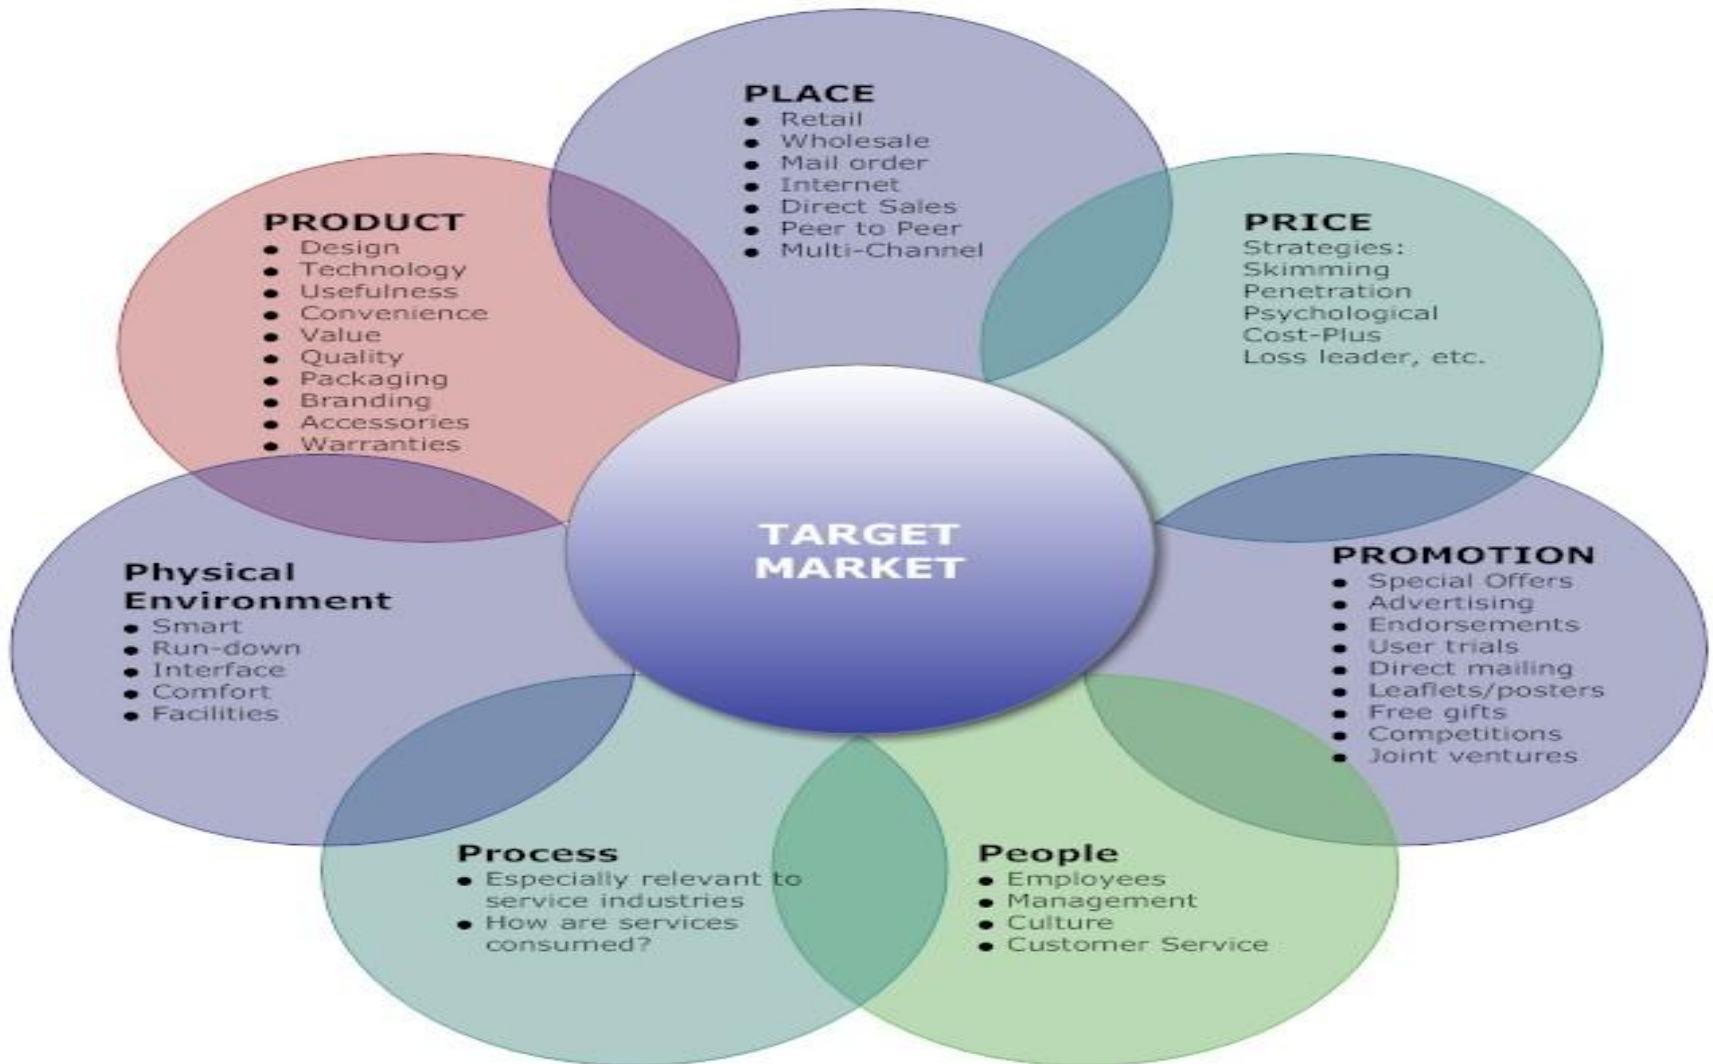 PLACE
● Retail
● Wholesale
● Mail order
● Internet
● Direct Sales
● Peer to Peer
● Multi-Channel
PRODUCT
● Design
● Technology
● Usefulness
● Convenience
● Value
● Quality
● Packaging
● Branding
● Accessories
● Warranties
PRICE
Strategies:
Skimming
Penetration
Psychological
Cost-Plus
Loss leader, etc.
TARGET
MARKET
Physical
Environment
● Smart
● Run-down
● Interface
● Comfort
● Facilities
PROMOTION
● Special Offers
● Advertising
● Endorsements
● User trials
● Direct mailing
● Leaflets/posters
● Free gifts
● Competitions
● Joint ventures
Process
● Especially relevant to
service industries
● How are services
consumed?
People
● Employees
● Management
● Culture
● Customer Service